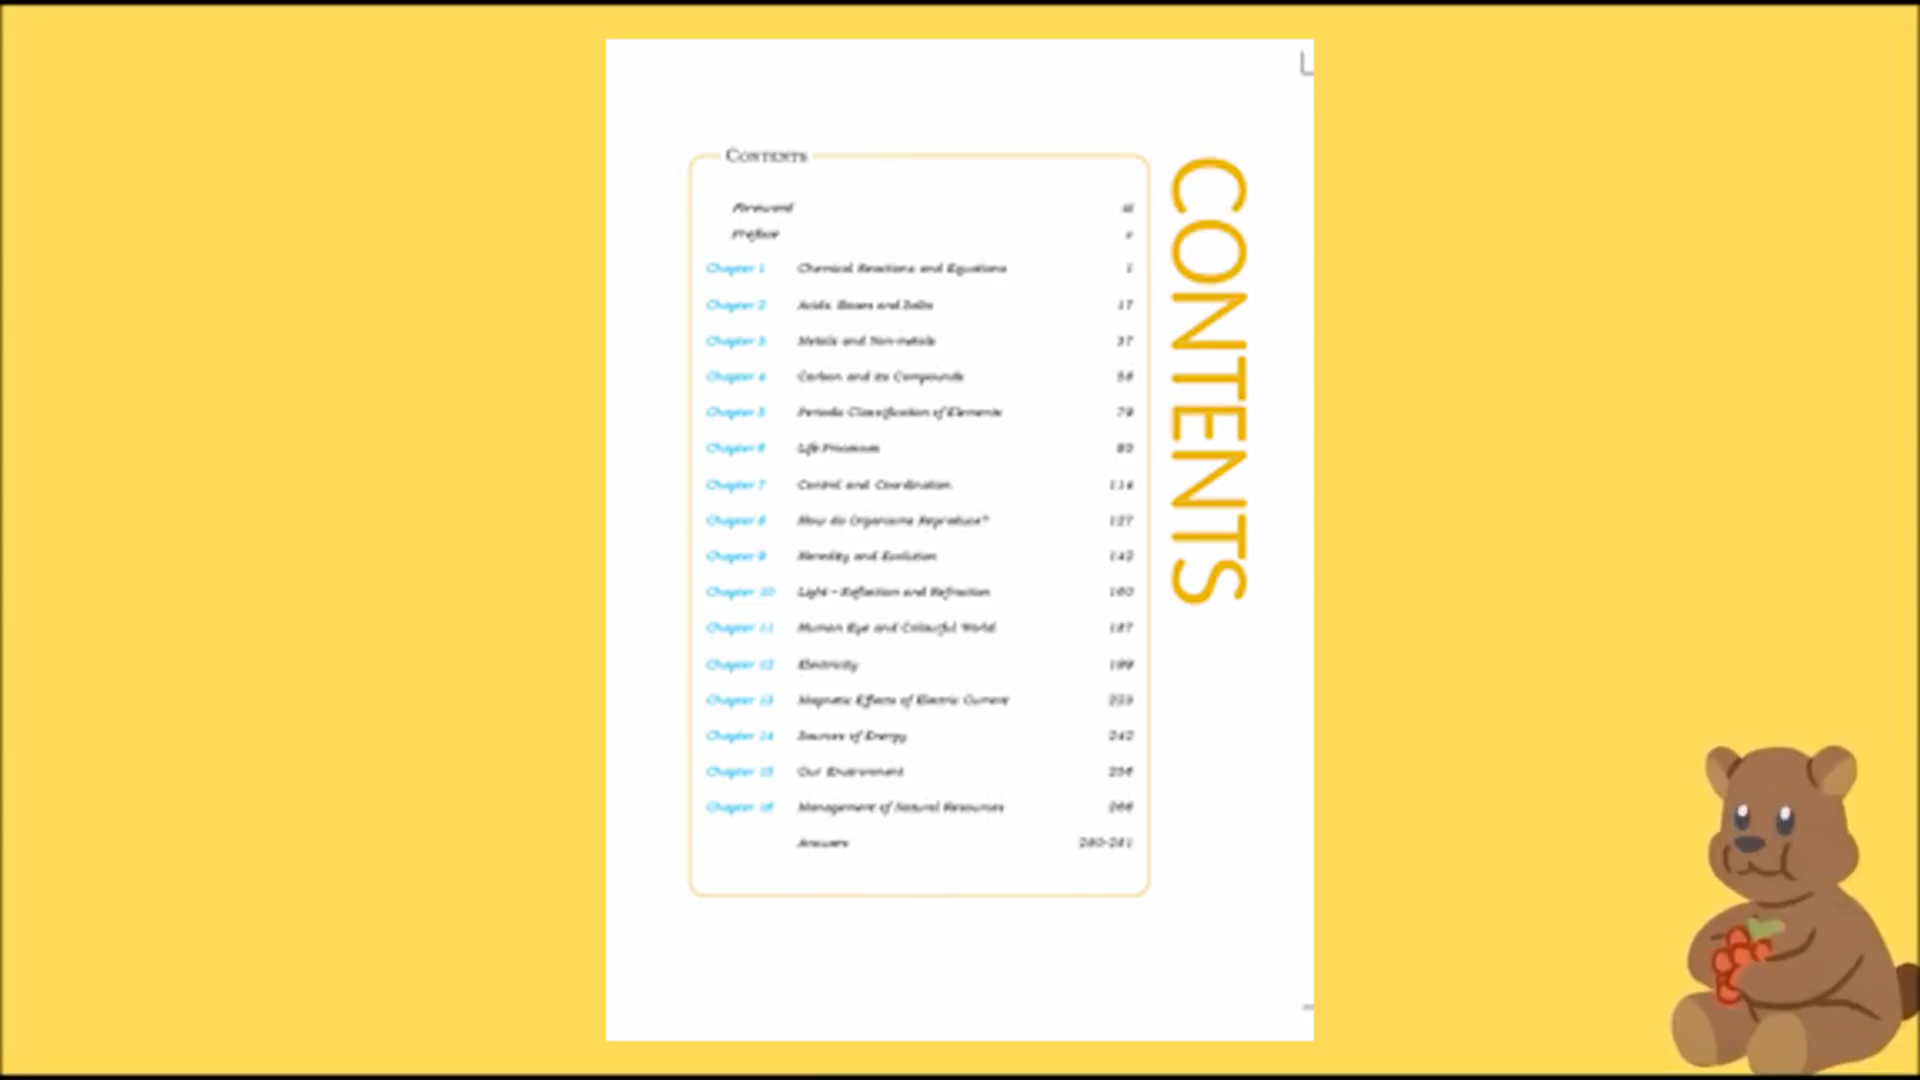 CONTENTS
Foreword iii
Preface v
Chapter 1 Chemical Reactions and Equations 1
Chapter 2 Acids, Bases and Salts 17
Chapter 3 Metals and Non-metals 37
Chapter 4 Carbon and its Compounds 58
Chapter 5 Periodic Classification of Elements 79
Chapter 6 Life Processes 93
Chapter 7 Control and Coordination 114
Chapter 8 How do Organisms Reproduce? 127
Chapter 9 Heredity and Evolution 142
Chapter 10 Light – Reflection and Refraction 160
Chapter 11 Human Eye and Colourful World 187
Chapter 12 Electricity 199
Chapter 13 Magnetic Effects of Electric Current 223
Chapter 14 Sources of Energy 242
Chapter 15 Our Environment 256
Chapter 16 Management of Natural Resources 266
Answers 280-281
CONTENTS